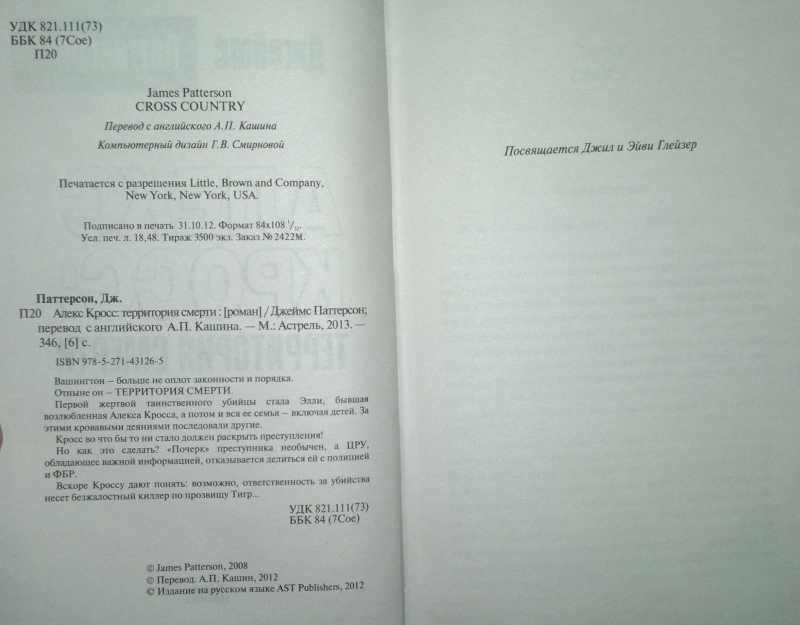 УДК 821.111(73)
ББК 84 (7Сое)
П20
James Patterson
CROSS COUNTRY
Перевод с английского А.П. Кашина
Компьютерный дизайн Г.В. Смирновой
Печатается с разрешения Little, Brown and Company,
New York, New York, USA.
Подписано в печать 31.10.12. Формат 84x108 1/32.
Усл. печ. л. 18,48. Тираж 3500 экз. Заказ № 2422М.
Паттерсон, Дж.
П20 Алекс Кросс: территория смерти : [роман] / Джеймс Паттерсон;
перевод с английского А.П. Кашина. — М.: Астрель, 2013. —
346, [6] с.
ISBN 978-5-271-43126-5
Вашингтон – больше не оплот законности и порядка.
Отныне он – ТЕРРИТОРИЯ СМЕРТИ.
Первой жертвой таинственного убийцы стала Элли, бывшая
возлюбленная Алекса Кросса, а потом и вся ее семья – включая детей. За
этими кровавыми деяниями последовали другие.
Кросс во что бы то ни стало должен раскрыть преступления!
Но как это сделать? «Почерк» преступника необычен, а ЦРУ,
обладающее важной информацией, отказывается делиться ей с полицией
и ФБР.
Вскоре Кроссу дают понять: возможно, ответственность за убийства
несет безжалостный киллер по прозвищу Тигр...
УДК 821.111(73)
ББК 84 (7Сое)
© James Patterson, 2008
© Перевод. А.П. Кашин, 2012
© Издание на русском языке AST Publishers, 2012
Посвящается Джил и Эйви Глейзер